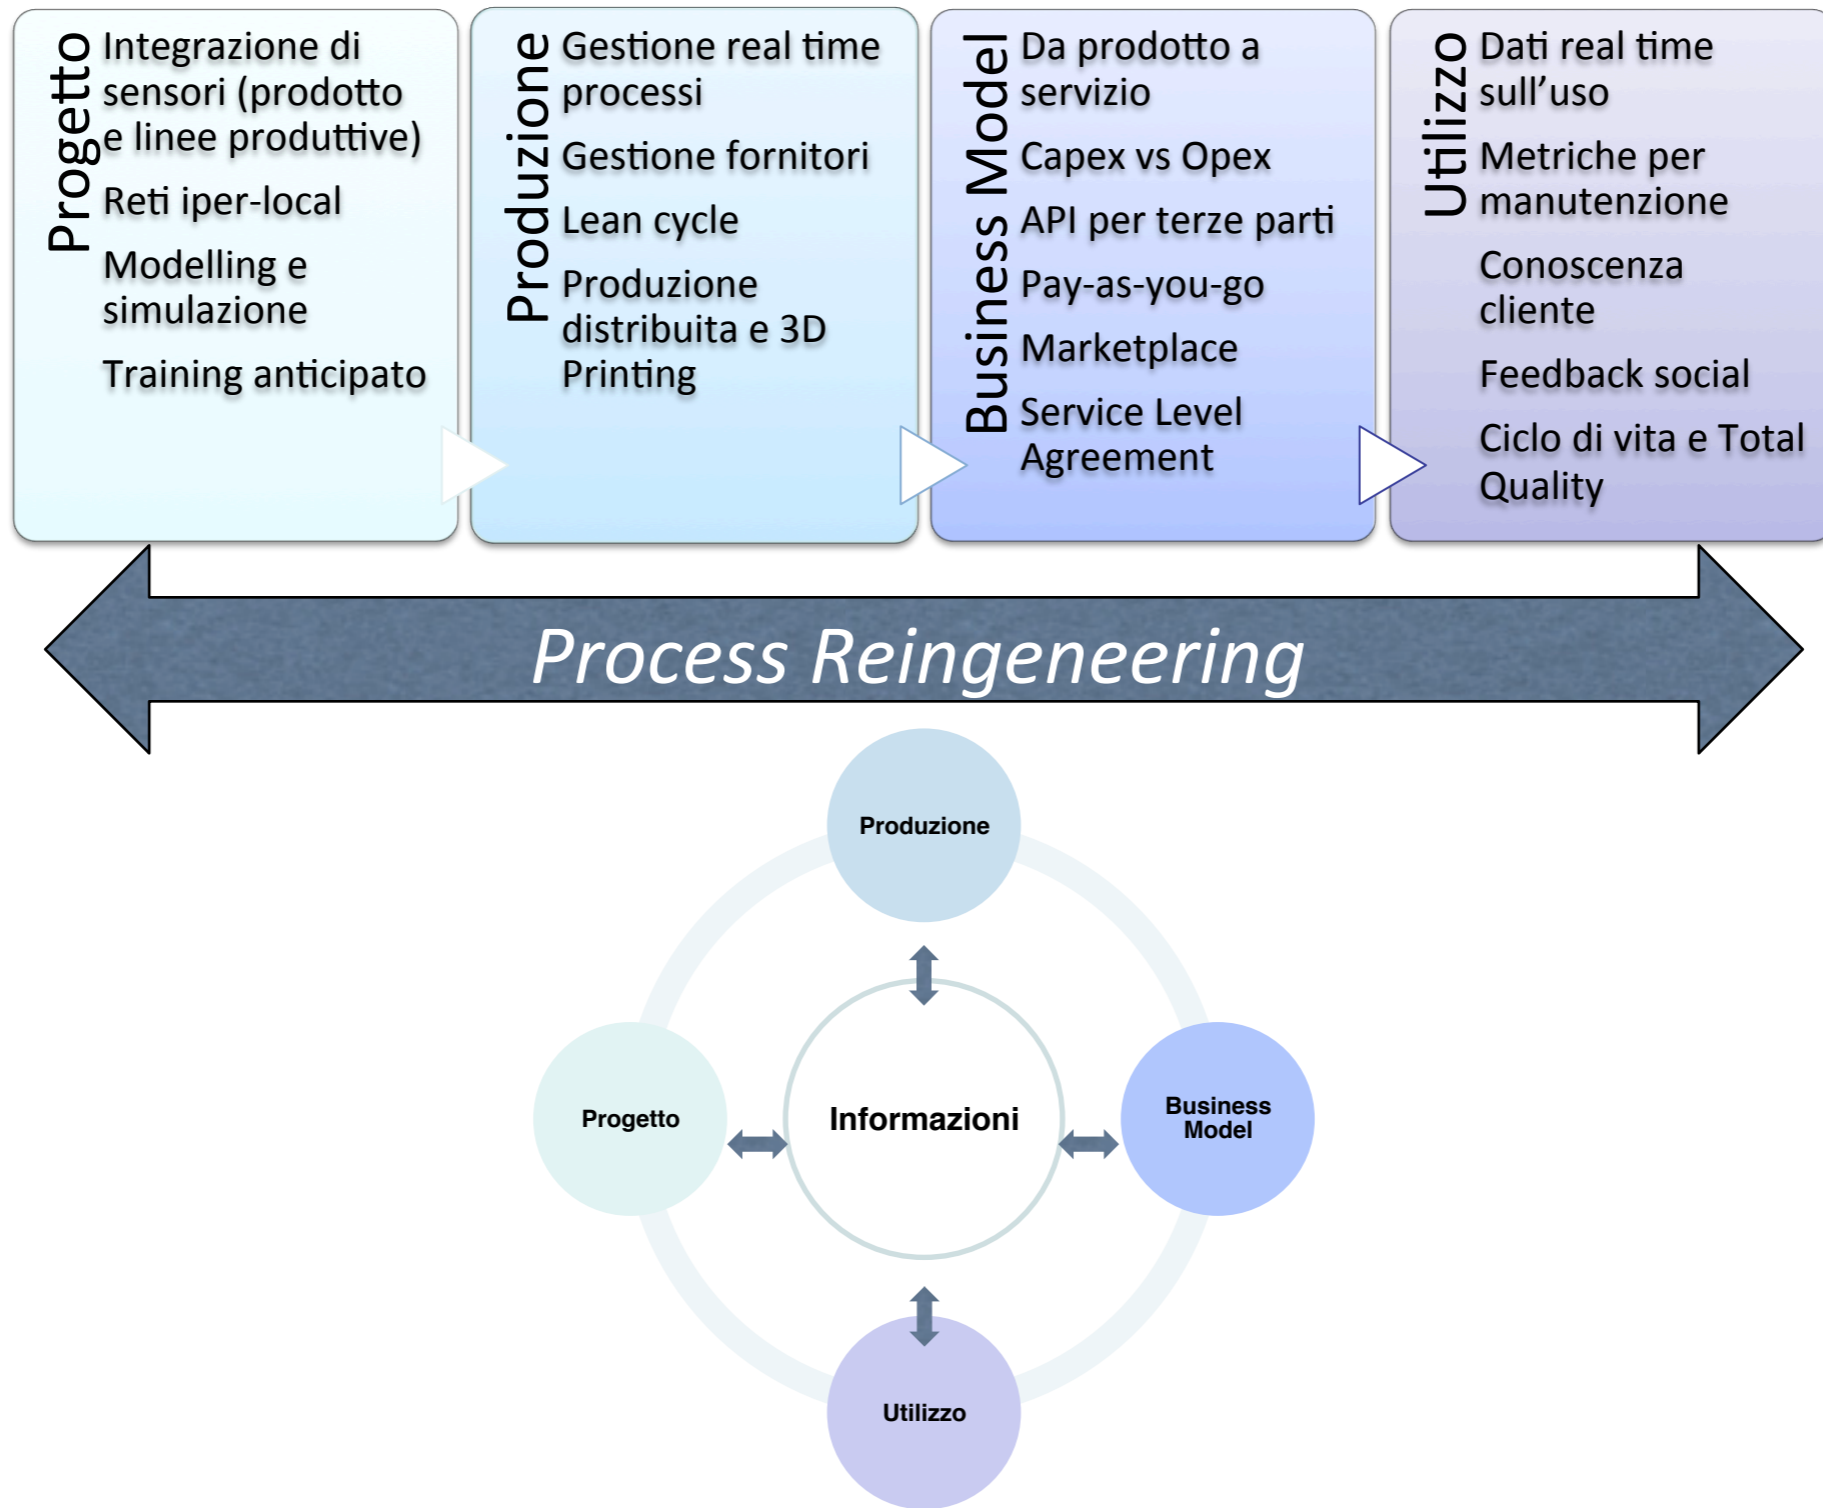 Progetto
Integrazione di
sensori (prodotto
e linee produttive)
Reti iper-local
Modelling e
simulazione
Training anticipato
Produzione
Gestione real time
processi
Gestione fornitori
Lean cycle
Produzione
distribuita e 3D
Printing
Business Model
Da prodotto a
servizio
Capex vs Opex
API per terze parti
Pay-as-you-go
Marketplace
Service Level
Agreement
Utilizzo
Dati real time
sull’uso
Metriche per
manutenzione
Conoscenza
cliente
Feedback social
Ciclo di vita e Total
Quality
Process Reingeneering
Produzione
Progetto
Informazioni
Business
Model
Utilizzo